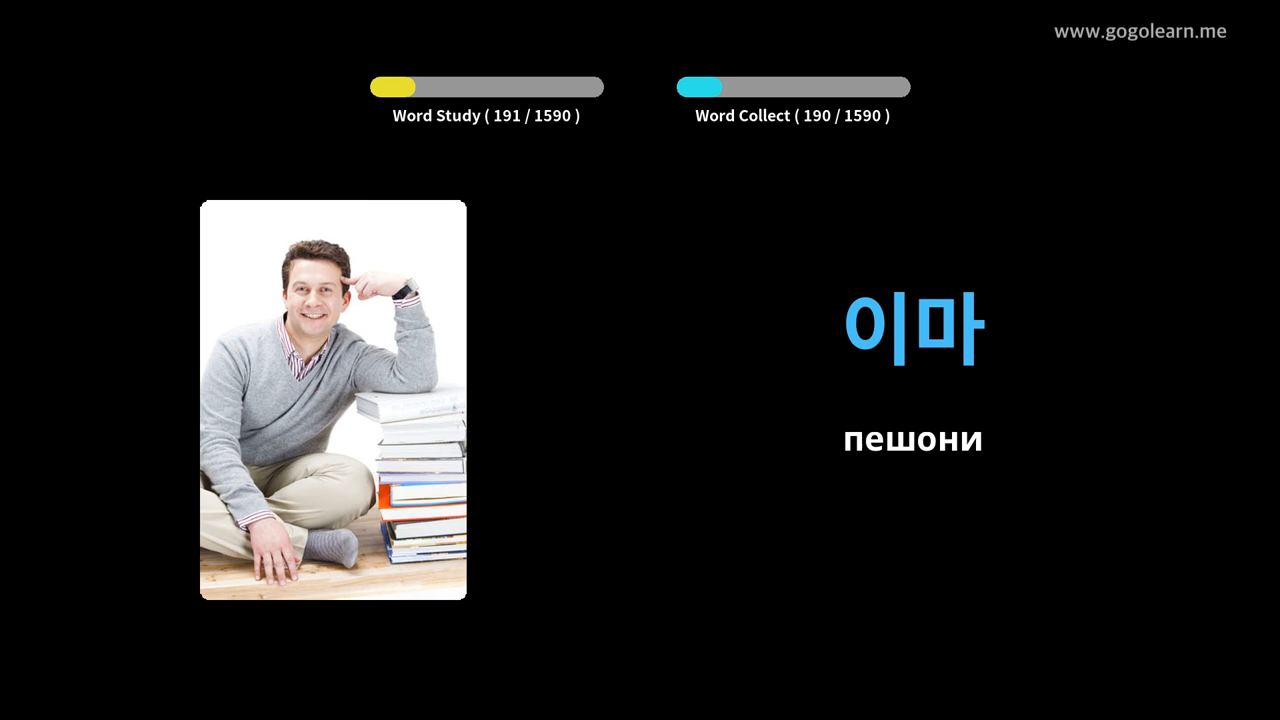 www.gogolearn.me
Word Study ( 191 / 1590 )
Word Collect ( 190 / 1590 )
이마
пешони